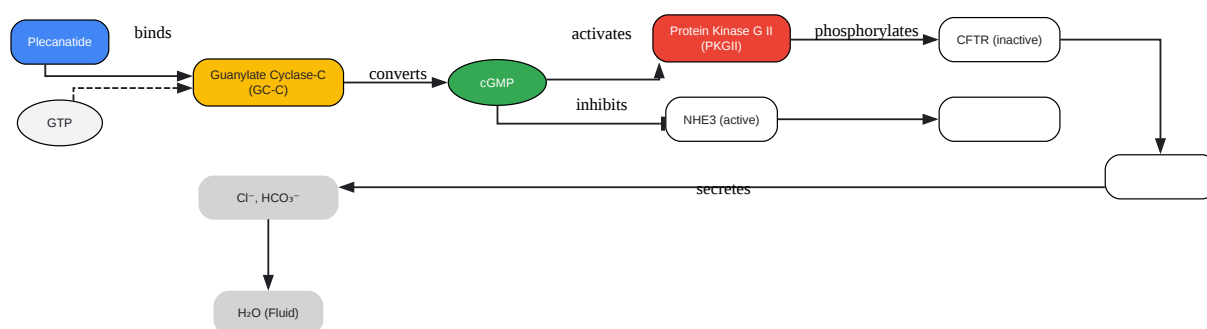 Plecanatide
binds
Guanylate Cyclase-C
(GC-C)
GTP
converts
cGMP
activates
Protein Kinase G II
(PKGII)
phosphorylates
CFTR (inactive)
inhibits
NHE3 (active)
secretes
Cl⁻, HCO₃⁻
H₂O (Fluid)